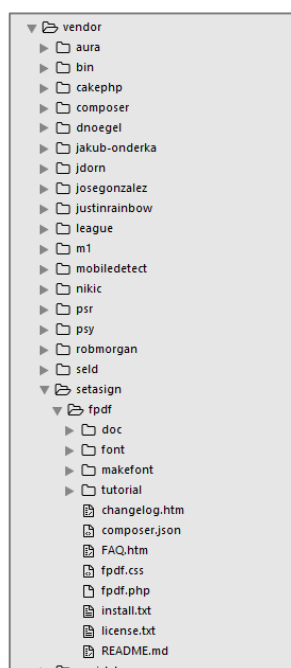 vendor
aura
bin
cakephp
composer
dnoegel
jakub-onderka
jdorn
josegonzalez
justinrainbow
league
m1
mobiledetect
nikic
psr
psy
robmorgan
seld
setasign
fpdf
doc
font
makefont
tutorial
changelog.htm
composer.json
FAQ.htm
fpdf.css
fpdf.php
install.txt
license.txt
README.md